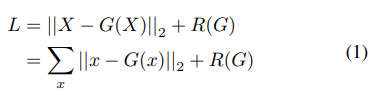 L = ||X − G(X)||₂ + R(G)
= ∑ₓ ||x − G(x)||₂ + R(G) (1)